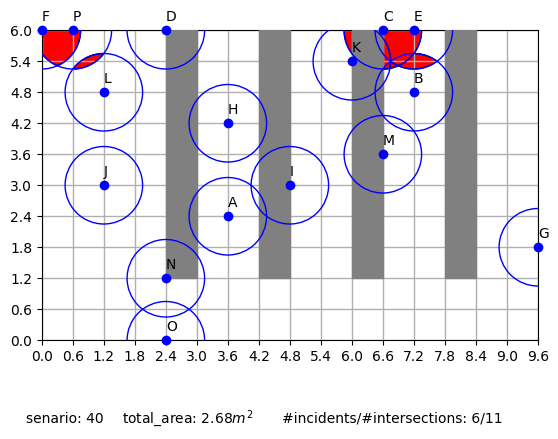 F P D C E
6.0
K
5.4
L B
4.8
H
4.2
M
3.6
J I
3.0
A
2.4
G
1.8
N
1.2
0.6
O
0.0
0.0 0.6 1.2 1.8 2.4 3.0 3.6 4.2 4.8 5.4 6.0 6.6 7.2 7.8 8.4 9.0 9.6
senario: 40 total_area: 2.68m² #incidents/#intersections: 6/11